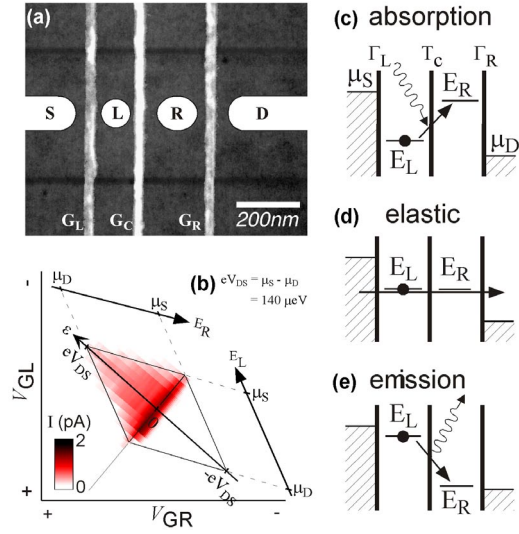 (a)
S L R D
G_L G_C G_R
200nm
(b)
eV_DS = μ_S - μ_D
= 140 μeV
- μ_D
μ_S
E_R
ε
eV_DS
E_L
μ_S
V_GL
I (pA)
2
0
0
-eV_DS
μ_D
+
+ V_GR -
(c) absorption
Γ_L T_c Γ_R
μ_S
E_R
μ_D
E_L
(d) elastic
E_L E_R
(e) emission
E_L
E_R